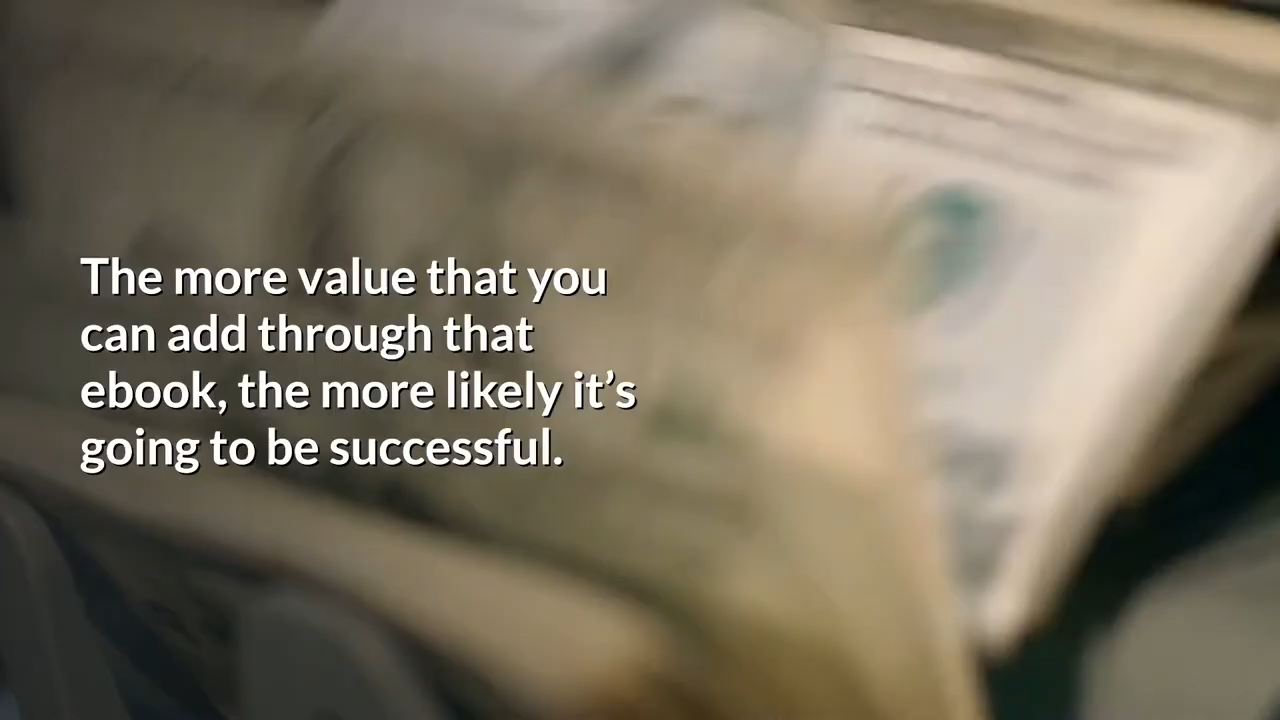 The more value that you
can add through that
ebook, the more likely it’s
going to be successful.